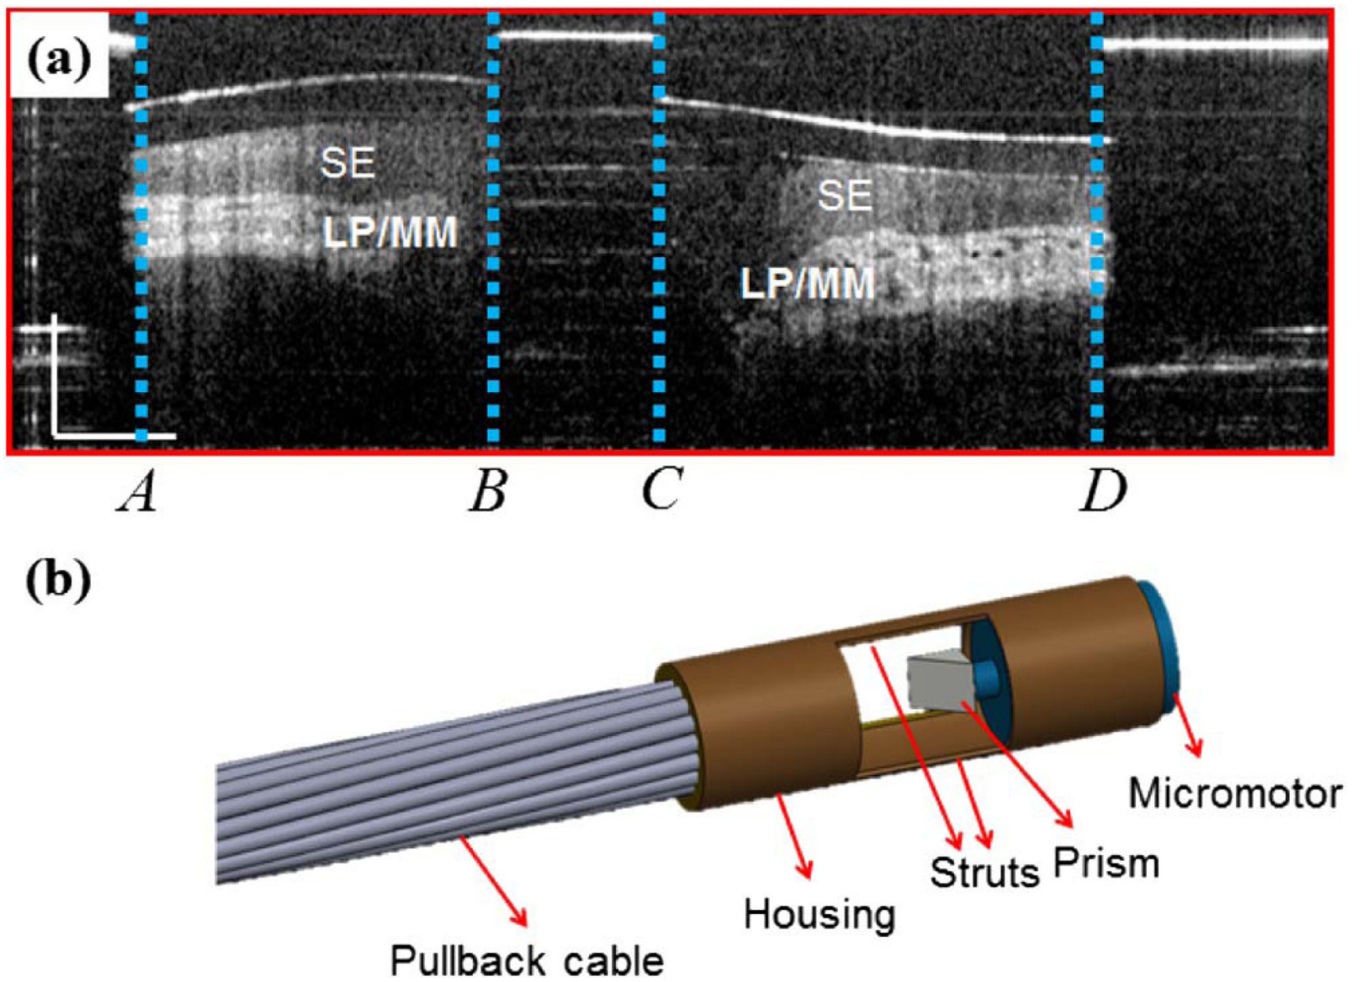 (a)
SE
LP/MM
SE
LP/MM
A B C D
(b)
Micromotor
Struts Prism
Housing
Pullback cable